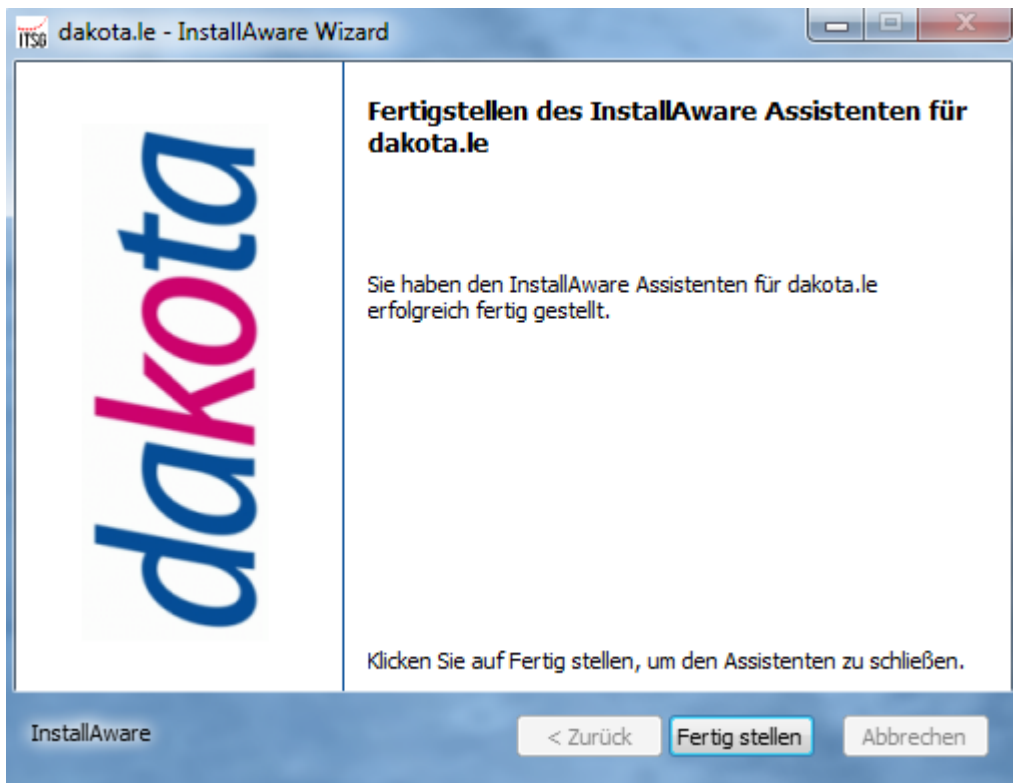 ITSG dakota.le - InstallAware Wizard
dakota
Fertigstellen des InstallAware Assistenten für
dakota.le
Sie haben den InstallAware Assistenten für dakota.le
erfolgreich fertig gestellt.
Klicken Sie auf Fertig stellen, um den Assistenten zu schließen.
InstallAware
< Zurück
Fertig stellen
Abbrechen